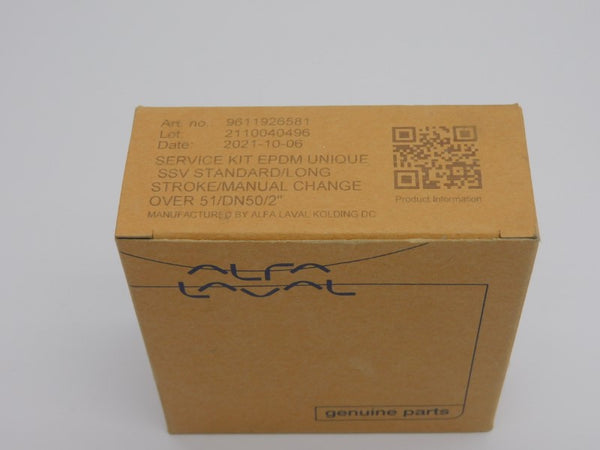 Art. no.: 9611926581
Lot: 2110040496
Date: 2021-10-06
SERVICE KIT EPDM UNIQUE
SSV STANDARD/LONG
STROKE/MANUAL CHANGE
OVER 51/DN50/2"
MANUFACTURED BY ALFA LAVAL KOLDING DC
Product Information
ALFA
LAVAL
genuine parts